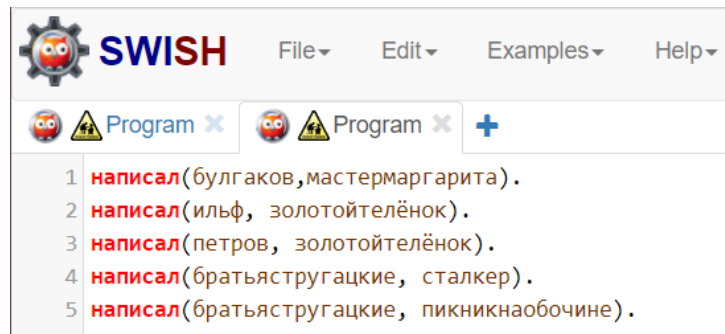 SWISH File Edit Examples Help
Program Program
1 написал(булгаков,мастермаргарита).
2 написал(ильф, золотойтелёнок).
3 написал(петров, золотойтелёнок).
4 написал(братьястругацкие, сталкер).
5 написал(братьястругацкие, пикникнаобочине).